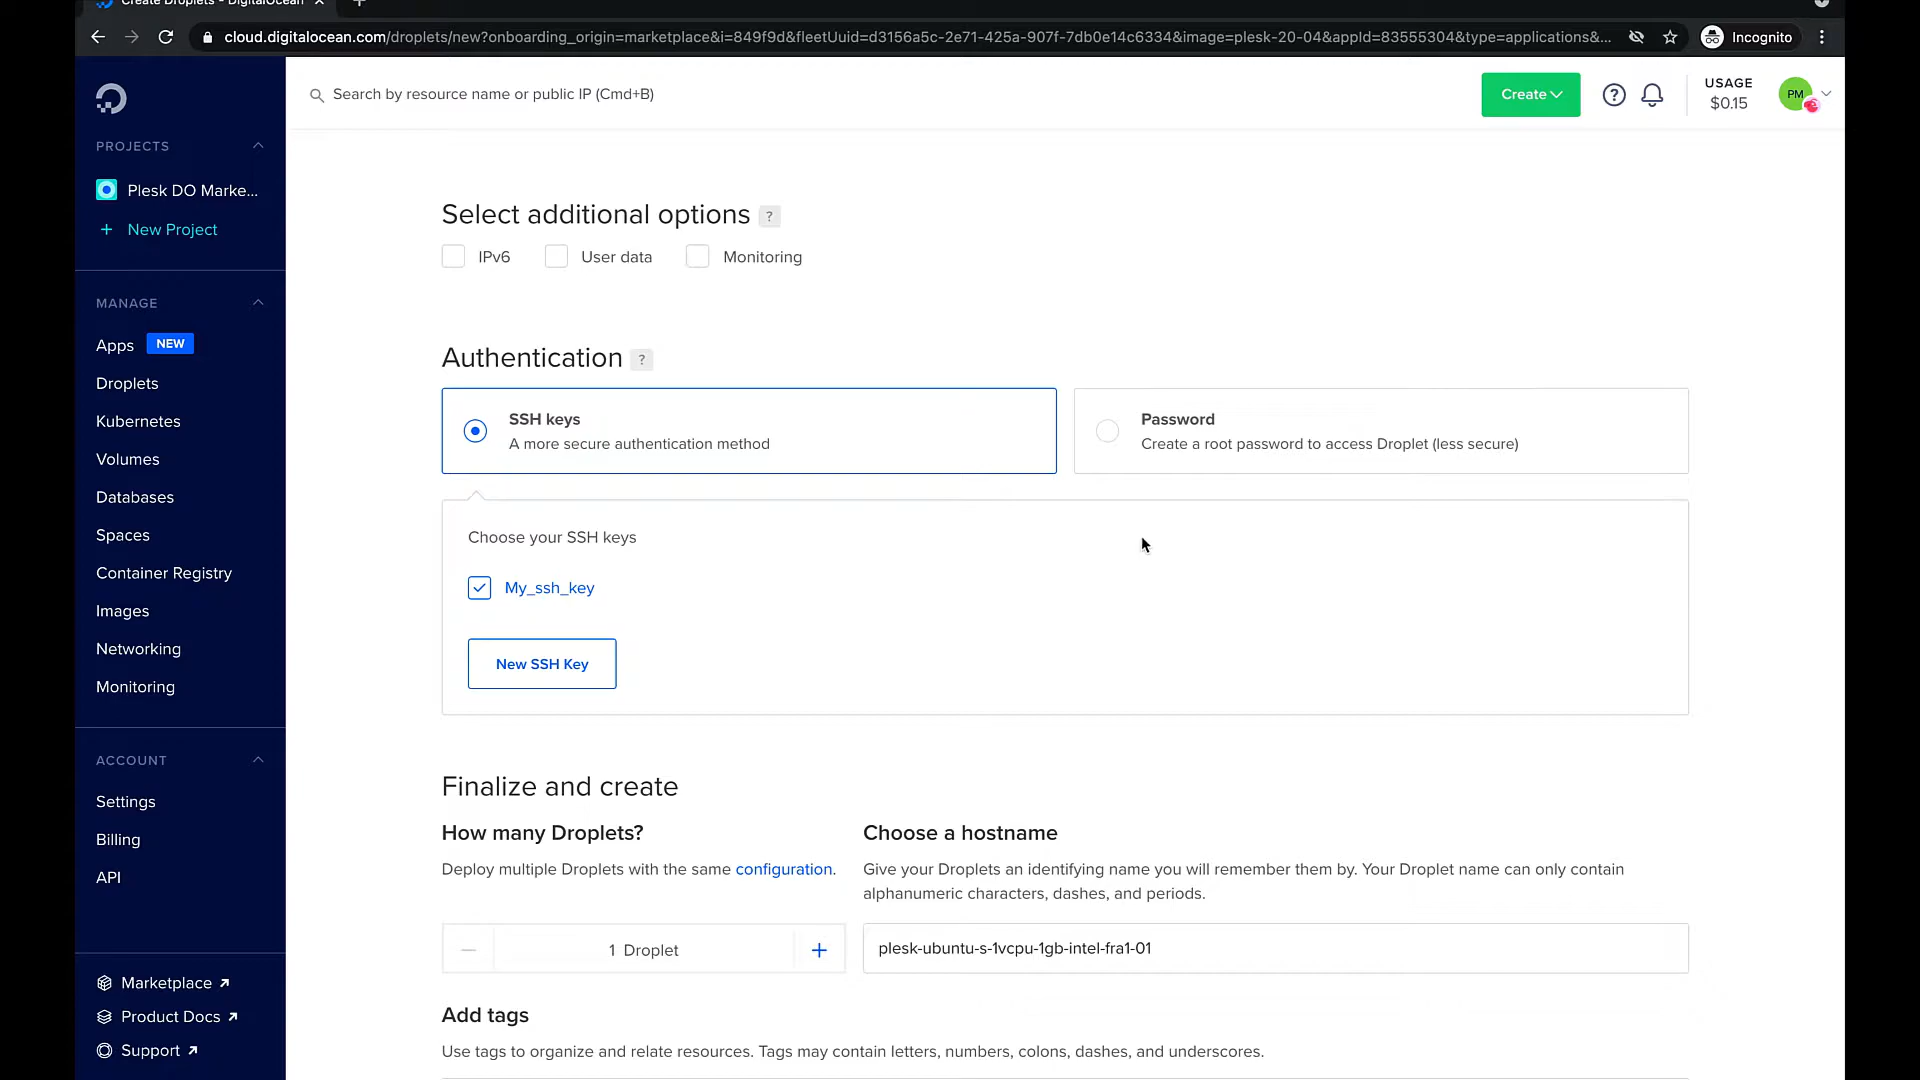 Create Droplets - DigitalOcean
cloud.digitalocean.com/droplets/new?onboarding_origin=marketplace&i=849f9d&fleetUuid=d3156a5c-2e71-425a-907f-7db0e14c6334&image=plesk-20-04&appId=83555304&type=applications&...
Incognito
Search by resource name or public IP (Cmd+B)
Create
?
USAGE
$0.15
PM
PROJECTS
Plesk DO Marke...
+ New Project
MANAGE
Apps NEW
Droplets
Kubernetes
Volumes
Databases
Spaces
Container Registry
Images
Networking
Monitoring
ACCOUNT
Settings
Billing
API
Marketplace
Product Docs
Support
Select additional options ?
IPv6
User data
Monitoring
Authentication ?
SSH keys
A more secure authentication method
Password
Create a root password to access Droplet (less secure)
Choose your SSH keys
My_ssh_key
New SSH Key
Finalize and create
How many Droplets?
Deploy multiple Droplets with the same configuration.
1 Droplet
Choose a hostname
Give your Droplets an identifying name you will remember them by. Your Droplet name can only contain
alphanumeric characters, dashes, and periods.
plesk-ubuntu-s-1vcpu-1gb-intel-fra1-01
Add tags
Use tags to organize and relate resources. Tags may contain letters, numbers, colons, dashes, and underscores.